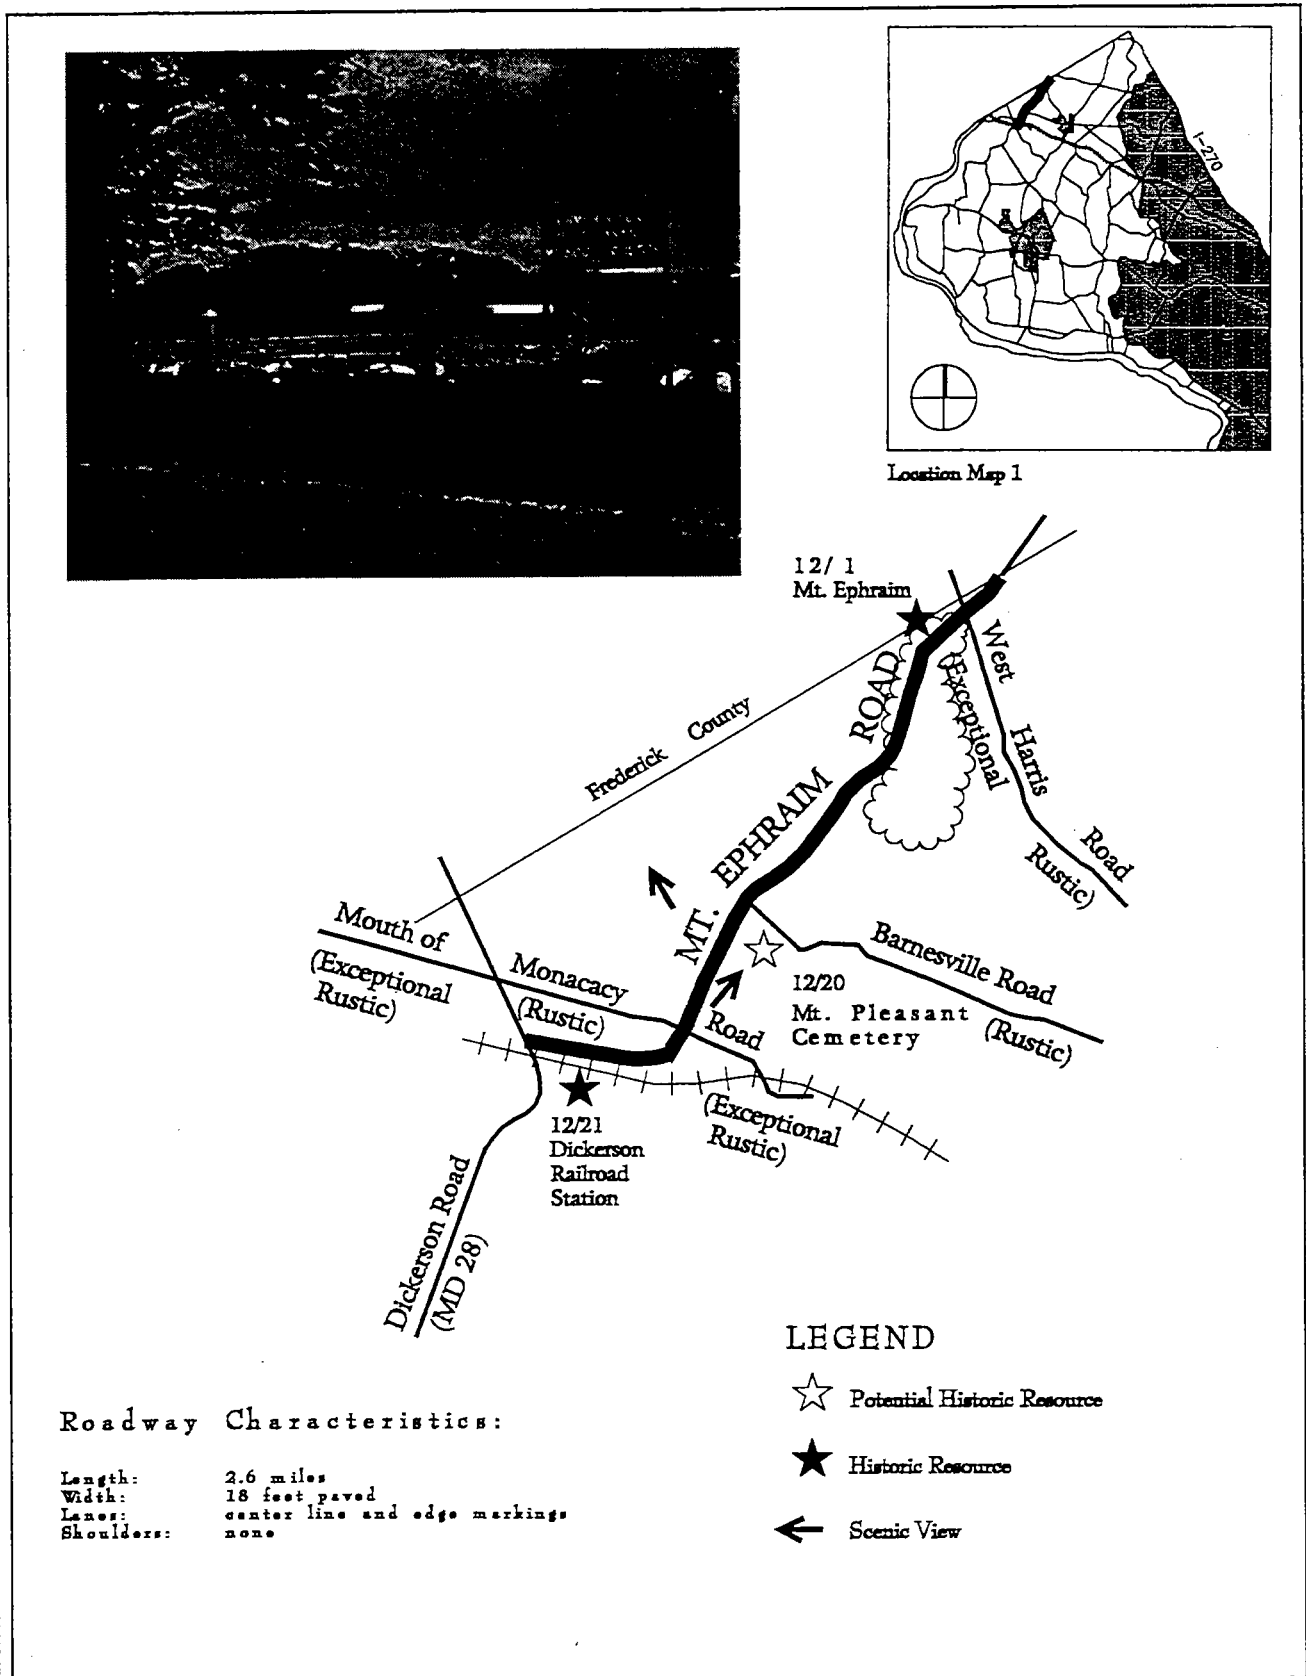 I-270
Location Map 1
12/ 1
Mt. Ephraim
Frederick County
MT. EPHRAIM ROAD
West Harris Road
(Exceptional Rustic)
Mouth of Monacacy Road
(Exceptional
Rustic)
(Rustic)
(Exceptional
Rustic)
Barnesville Road
(Rustic)
12/20
Mt. Pleasant
Cemetery
12/21
Dickerson
Railroad
Station
Dickerson Road
(MD 28)
LEGEND
Potential Historic Resource
Historic Resource
Scenic View
Roadway Characteristics:
Length: 2.6 miles
Width: 18 feet paved
Lanes: center line and edge markings
Shoulders: none